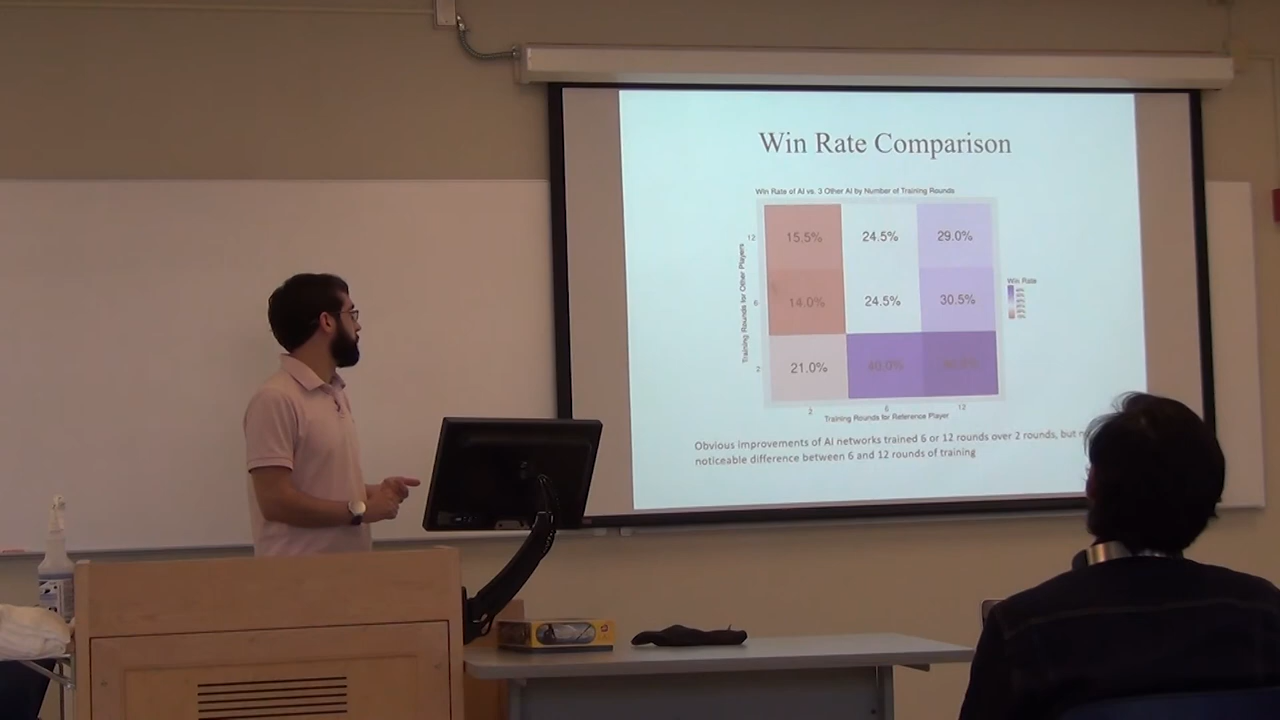 Win Rate Comparison
Win Rate of AI vs. 3 Other AI by Number of Training Rounds
15.5% 24.5% 29.0%
14.0% 24.5% 30.5%
21.0% 40.0%
12
6
2
Training Rounds for Other Players
2 6 12
Training Rounds for Reference Player
Win Rate
Obvious improvements of AI networks trained 6 or 12 rounds over 2 rounds, but
noticeable difference between 6 and 12 rounds of training